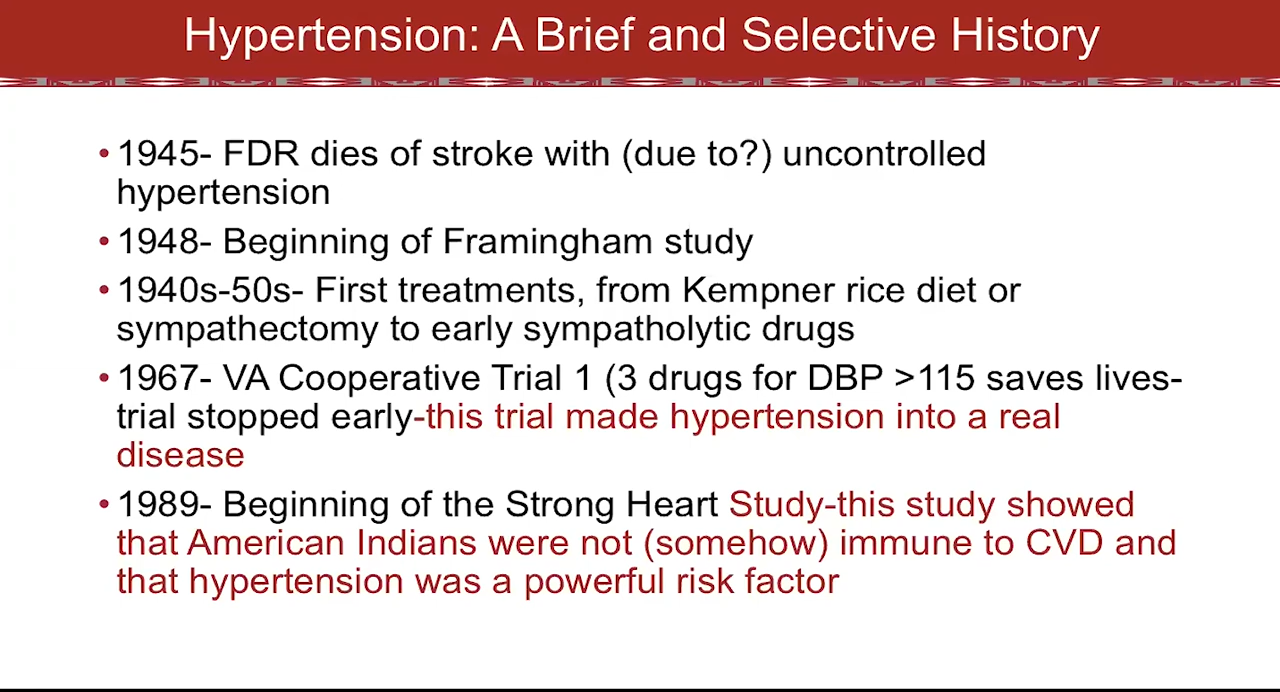 Hypertension: A Brief and Selective History
• 1945- FDR dies of stroke with (due to?) uncontrolled
hypertension
• 1948- Beginning of Framingham study
• 1940s-50s- First treatments, from Kempner rice diet or
sympathectomy to early sympatholytic drugs
• 1967- VA Cooperative Trial 1 (3 drugs for DBP >115 saves lives-
trial stopped early-this trial made hypertension into a real
disease
• 1989- Beginning of the Strong Heart Study-this study showed
that American Indians were not (somehow) immune to CVD and
that hypertension was a powerful risk factor